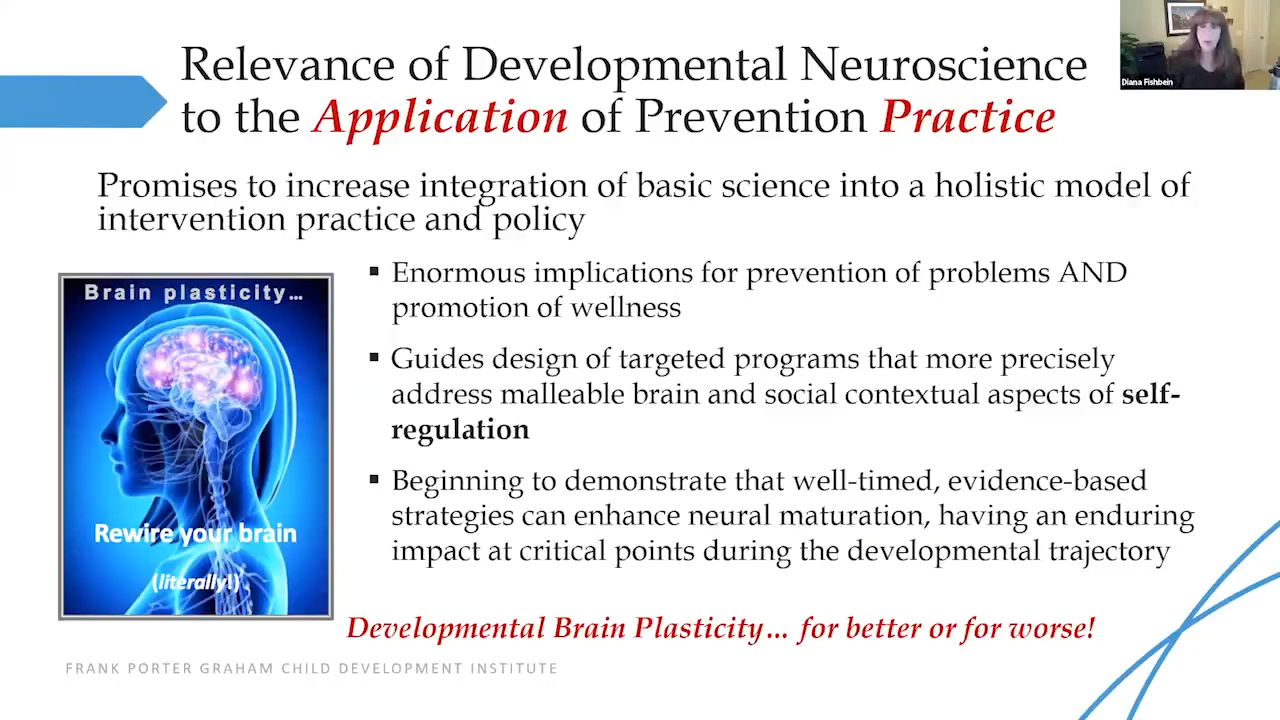 Relevance of Developmental Neuroscience
to the Application of Prevention Practice
Diana Fishbein
Promises to increase integration of basic science into a holistic model of
intervention practice and policy
Brain plasticity...
Rewire your brain
(literally!)
▪ Enormous implications for prevention of problems AND
promotion of wellness
▪ Guides design of targeted programs that more precisely
address malleable brain and social contextual aspects of self-
regulation
▪ Beginning to demonstrate that well-timed, evidence-based
strategies can enhance neural maturation, having an enduring
impact at critical points during the developmental trajectory
Developmental Brain Plasticity... for better or for worse!
FRANK PORTER GRAHAM CHILD DEVELOPMENT INSTITUTE